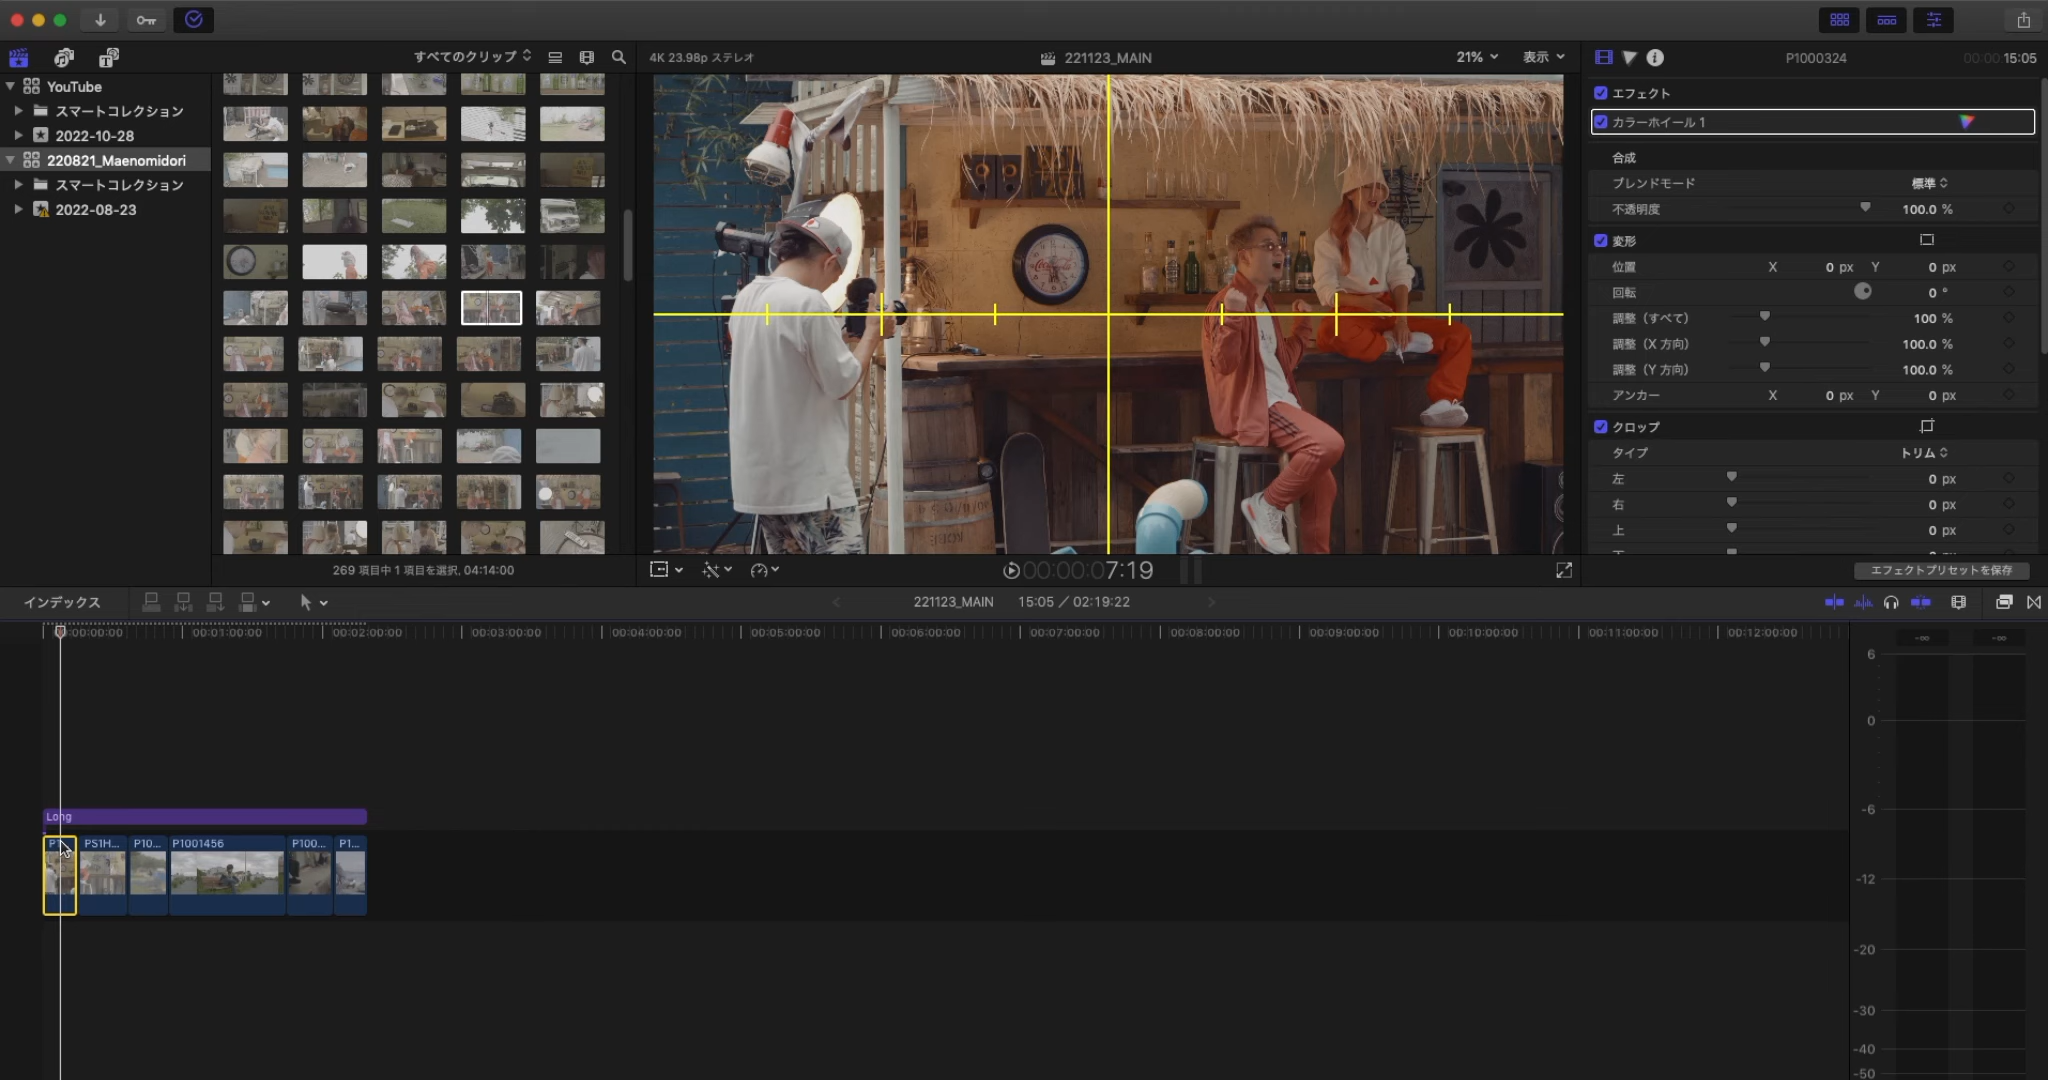 すべてのクリップ
4K 23.98p ステレオ
221123_MAIN
21%
表示
P1000324
00:00:15:05
YouTube
スマートコレクション
2022-10-28
220821_Maenomidori
スマートコレクション
2022-08-23
エフェクト
カラーホイール 1
合成
ブレンドモード 標準
不透明度 100.0 %
変形
位置 X 0 px Y 0 px
回転 0 °
調整（すべて） 100 %
調整（X 方向） 100.0 %
調整（Y 方向） 100.0 %
アンカー X 0 px Y 0 px
クロップ
タイプ トリム
左 0 px
右 0 px
上 0 px
269 項目中 1 項目を選択, 04:14:00
00:00:07:19
エフェクトプリセットを保存
インデックス
221123_MAIN
15:05 / 02:19:22
00:00:00 00:01:00:00 00:02:00:00 00:03:00:00 00:04:00:00 00:05:00:00 00:06:00:00 00:07:00:00 00:08:00:00 00:09:00:00 00:10:00:00 00:11:00:00 00:12:00:00
-∞ -∞
6
0
-6
-12
-20
-30
-40
-50
Long
P1 PS1H... P10... P1001456 P100... P1...